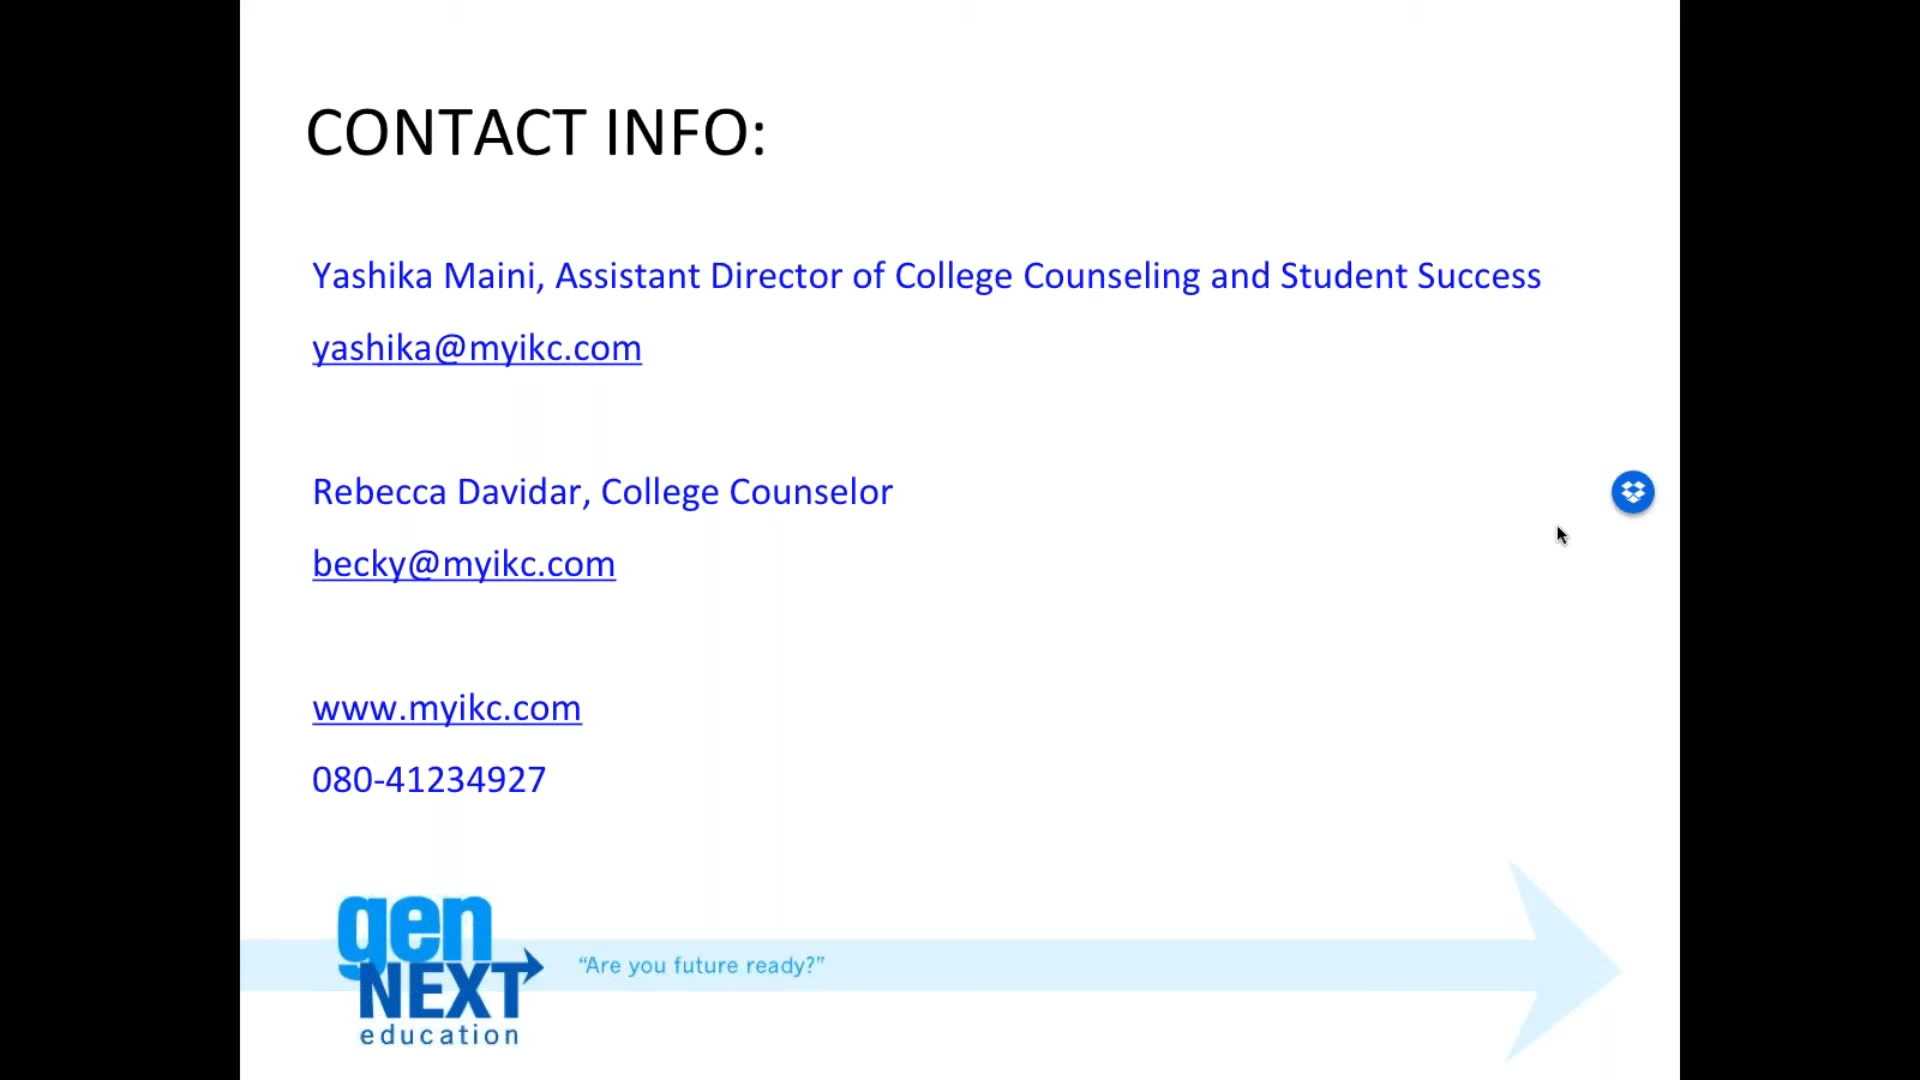 CONTACT INFO:
Yashika Maini, Assistant Director of College Counseling and Student Success
yashika@myikc.com
Rebecca Davidar, College Counselor
becky@myikc.com
www.myikc.com
080-41234927
gen
NEXT
education
“Are you future ready?”